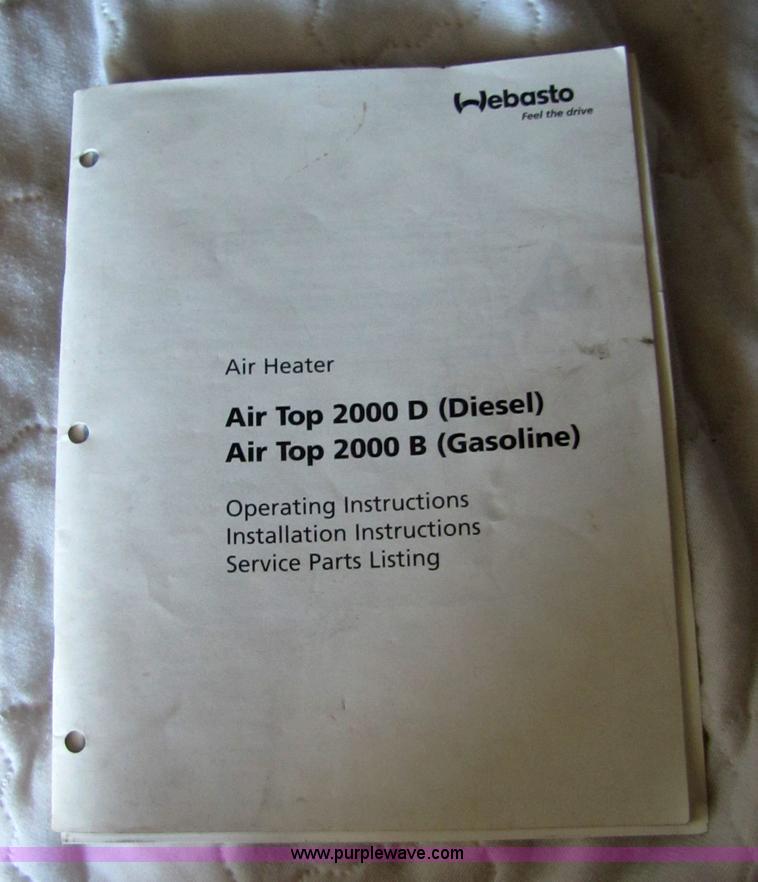 Webasto
Feel the drive
Air Heater
Air Top 2000 D (Diesel)
Air Top 2000 B (Gasoline)
Operating Instructions
Installation Instructions
Service Parts Listing
www.purplewave.com